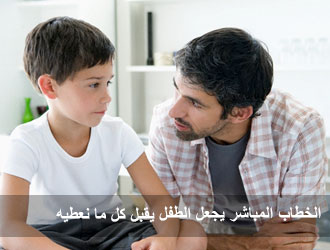 الخطاب المباشر يجعل الطفل يقبل كل ما نعطيه